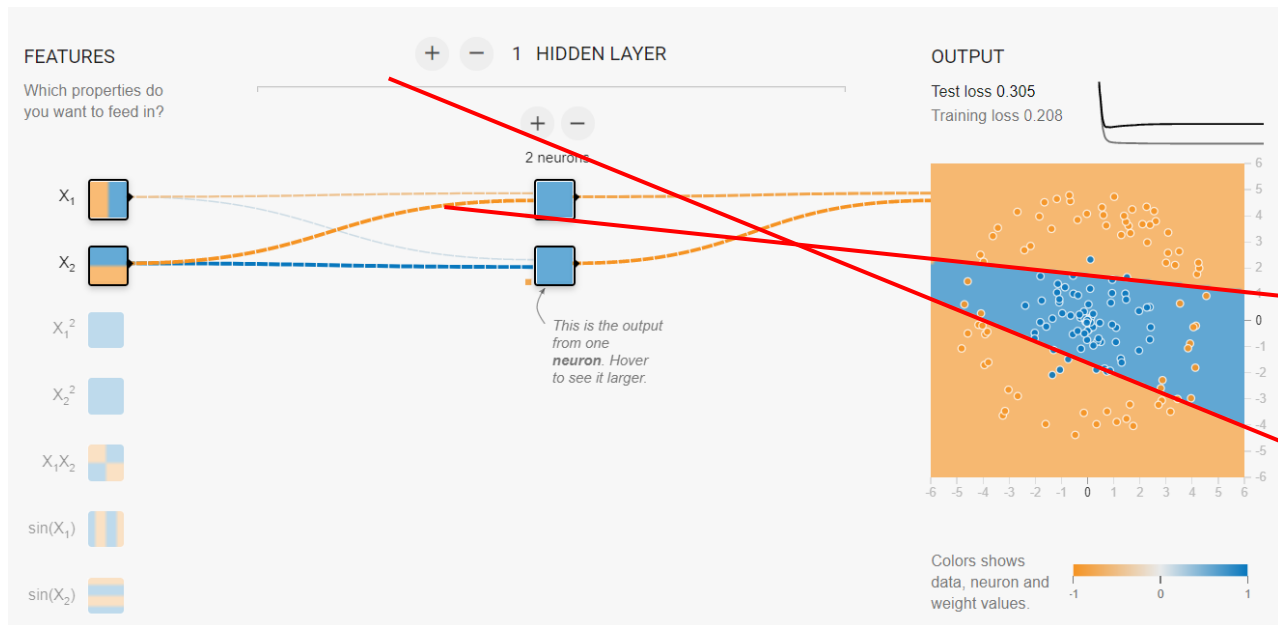 FEATURES
Which properties do
you want to feed in?
+ − 1 HIDDEN LAYER
+ −
2 neurons
X₁
X₂
X₁²
X₂²
X₁X₂
sin(X₁)
sin(X₂)
This is the output
from one
neuron. Hover
to see it larger.
OUTPUT
Test loss 0.305
Training loss 0.208
6
5
4
3
2
1
0
-1
-2
-3
-4
-5
-6
-6 -5 -4 -3 -2 -1 0 1 2 3 4 5 6
Colors shows
data, neuron and
weight values.
-1 0 1